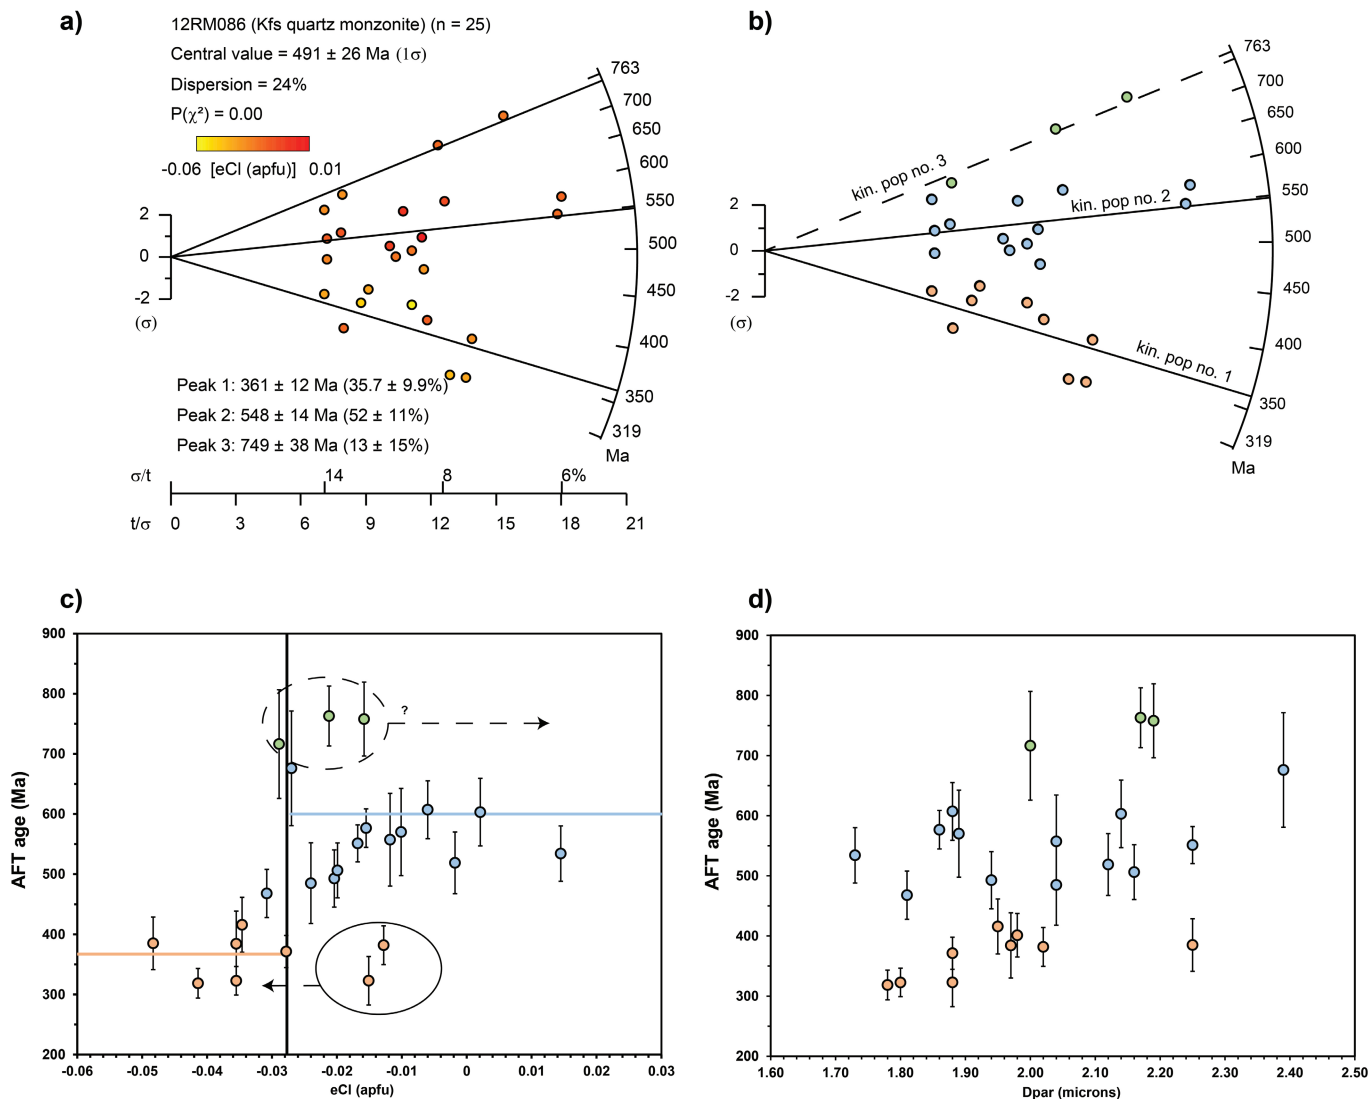 a)
12RM086 (Kfs quartz monzonite) (n = 25)
Central value = 491 ± 26 Ma (1σ)
Dispersion = 24%
P(χ²) = 0.00
-0.06 [eCl (apfu)] 0.01
2
0
-2
(σ)
763
700
650
600
550
500
450
400
350
319
Ma
Peak 1: 361 ± 12 Ma (35.7 ± 9.9%)
Peak 2: 548 ± 14 Ma (52 ± 11%)
Peak 3: 749 ± 38 Ma (13 ± 15%)
σ/t 14 8 6%
t/σ 0 3 6 9 12 15 18 21
b)
kin. pop no. 3
kin. pop no. 2
kin. pop no. 1
2
0
-2
(σ)
763
700
650
600
550
500
450
400
350
319
Ma
c)
AFT age (Ma)
900
800
700
600
500
400
300
200
?
-0.06 -0.05 -0.04 -0.03 -0.02 -0.01 0 0.01 0.02 0.03
eCl (apfu)
d)
AFT age (Ma)
900
800
700
600
500
400
300
200
1.60 1.70 1.80 1.90 2.00 2.10 2.20 2.30 2.40 2.50
Dpar (microns)